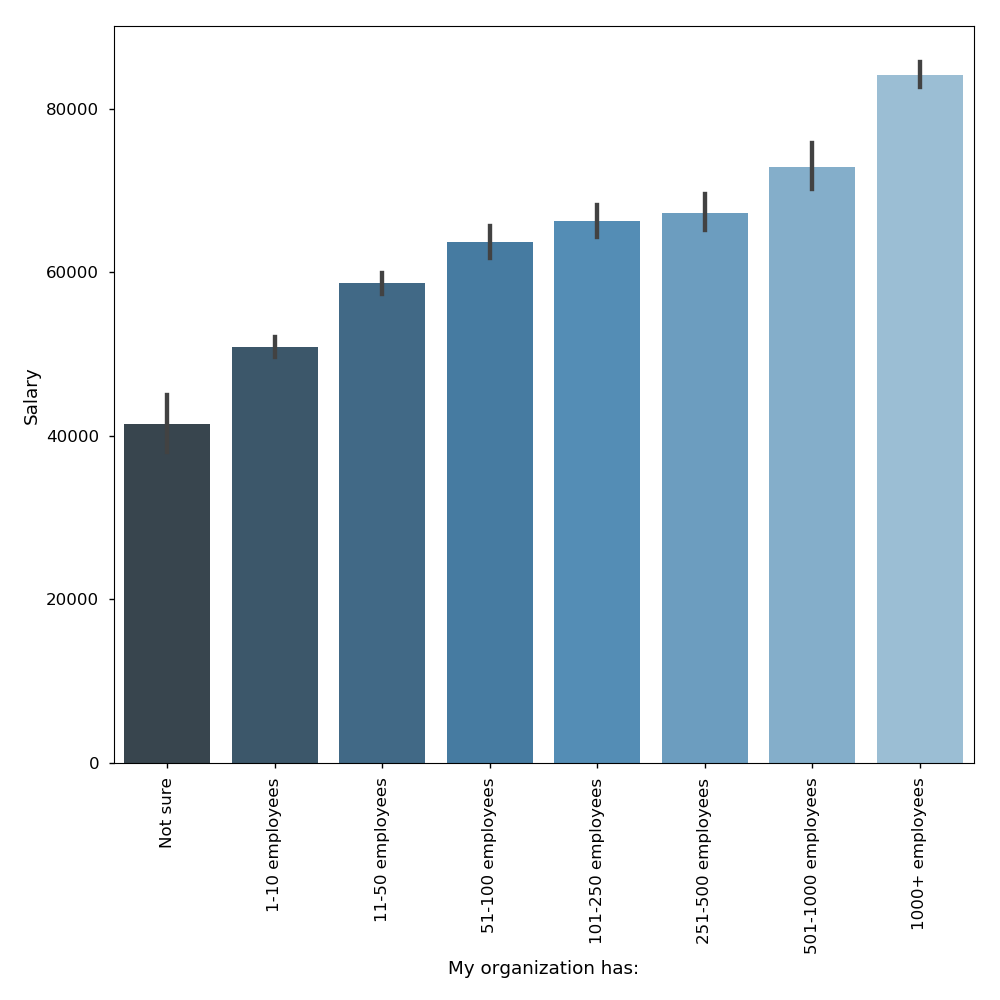 80000
60000
40000
20000
0
Salary
Not sure
1-10 employees
11-50 employees
51-100 employees
101-250 employees
251-500 employees
501-1000 employees
1000+ employees
My organization has: